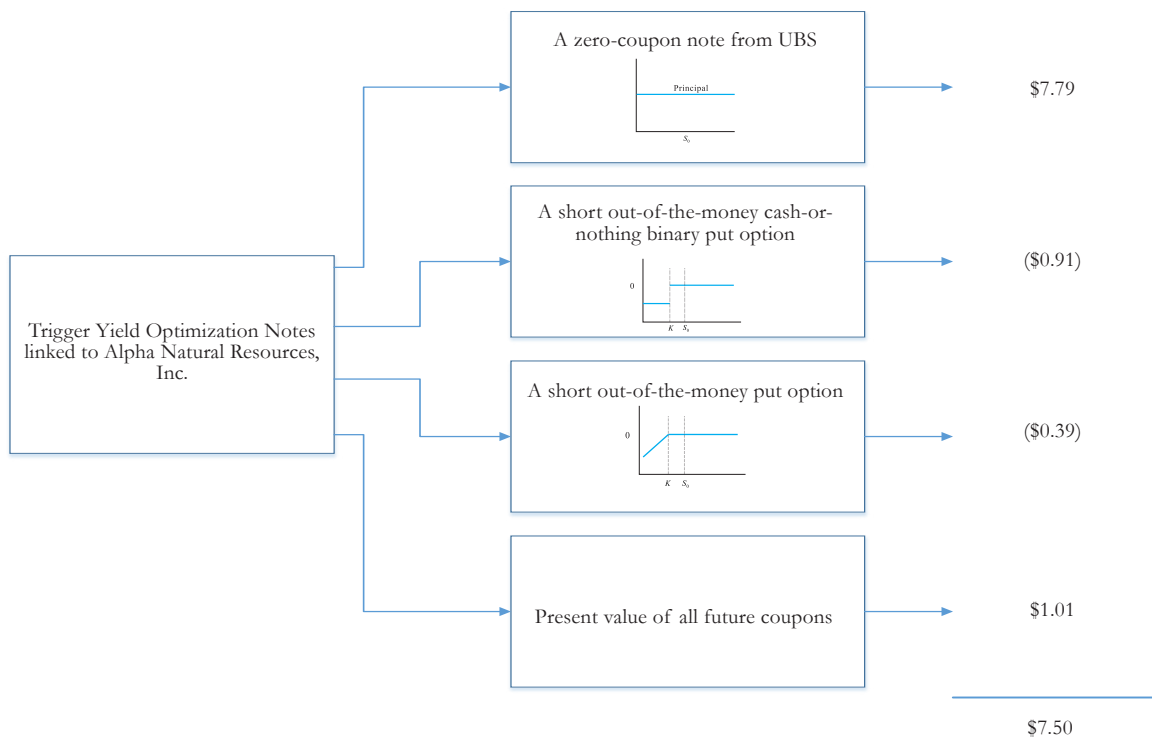 A zero-coupon note from UBS
Principal
S₀
$7.79
A short out-of-the-money cash-or-
nothing binary put option
0
K
S₀
($0.91)
Trigger Yield Optimization Notes
linked to Alpha Natural Resources,
Inc.
A short out-of-the-money put option
0
K
S₀
($0.39)
Present value of all future coupons
$1.01
$7.50